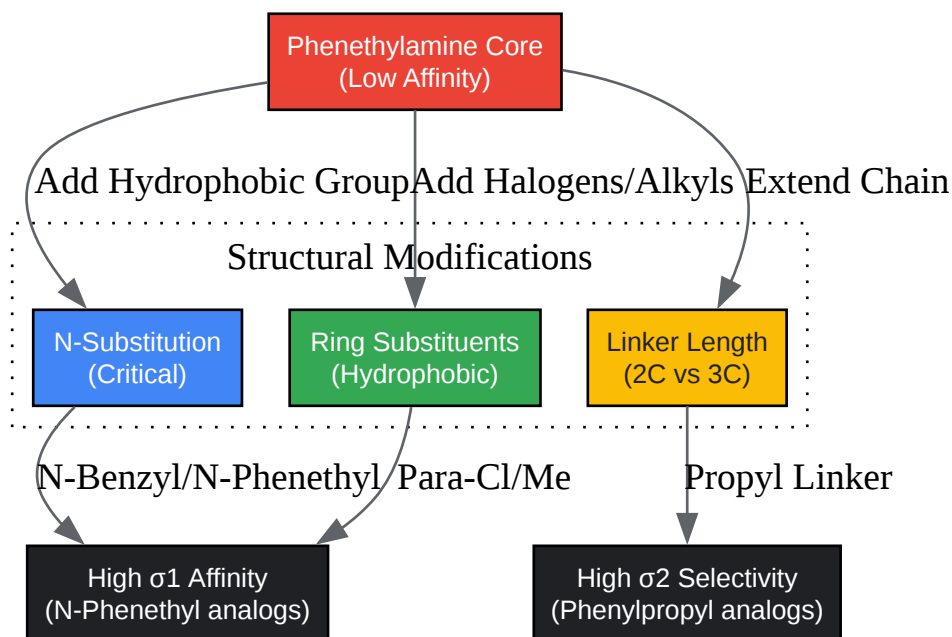 Phenethylamine Core
(Low Affinity)
Add Hydrophobic Group
Add Halogens/Alkyls
Extend Chain
Structural Modifications
N-Substitution
(Critical)
Ring Substituents
(Hydrophobic)
Linker Length
(2C vs 3C)
N-Benzyl/N-Phenethyl
Para-Cl/Me
Propyl Linker
High σ1 Affinity
(N-Phenethyl analogs)
High σ2 Selectivity
(Phenylpropyl analogs)